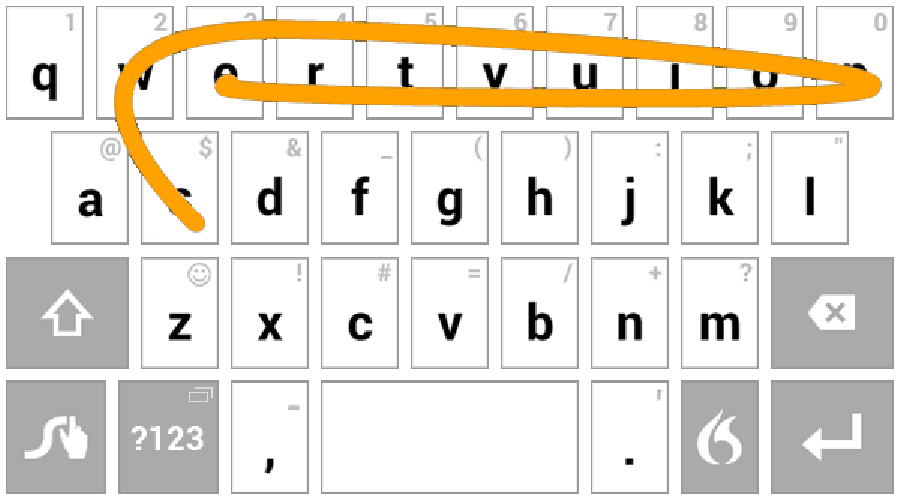 1 2 3 4 5 6 7 8 9 0
q w e r t y u i o p
@ $ & _ ( ) : ; "
a s d f g h j k l
! # = / + ?
z x c v b n m
- '
?123 , .